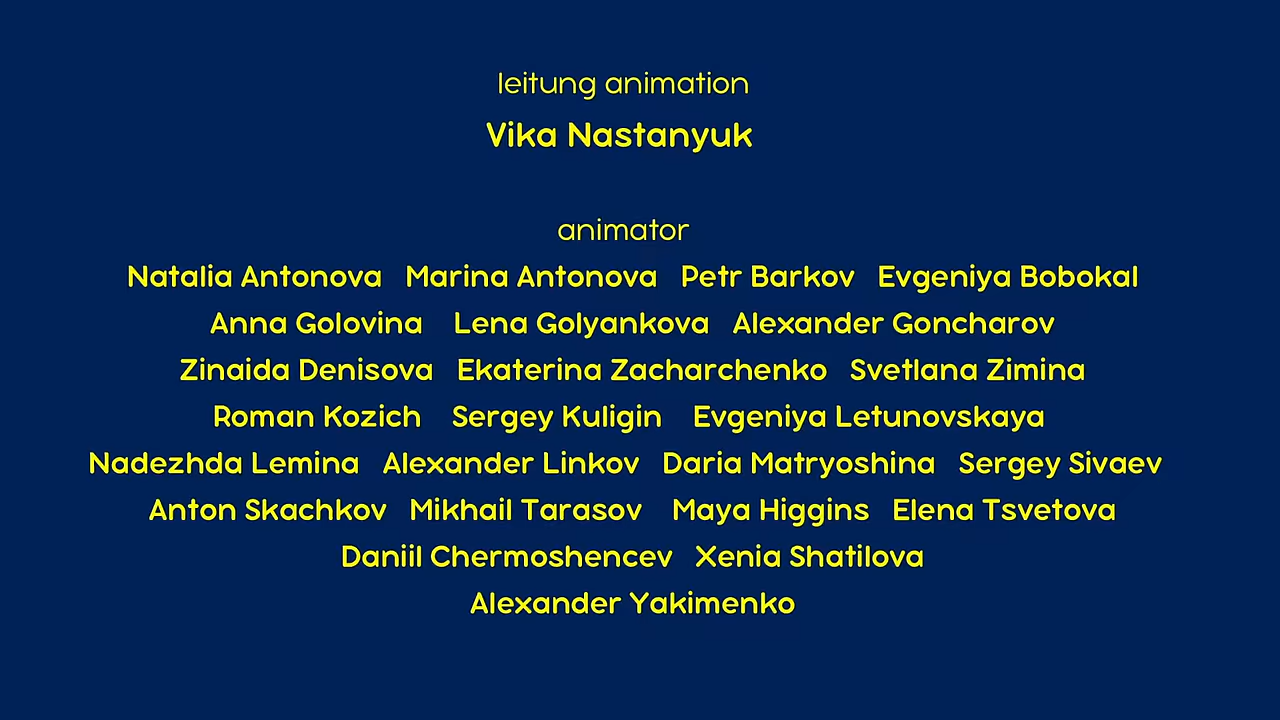 leitung animation
Vika Nastanyuk
animator
Natalia Antonova Marina Antonova Petr Barkov Evgeniya Bobokal
Anna Golovina Lena Golyankova Alexander Goncharov
Zinaida Denisova Ekaterina Zacharchenko Svetlana Zimina
Roman Kozich Sergey Kuligin Evgeniya Letunovskaya
Nadezhda Lemina Alexander Linkov Daria Matryoshina Sergey Sivaev
Anton Skachkov Mikhail Tarasov Maya Higgins Elena Tsvetova
Daniil Chermoshencev Xenia Shatilova
Alexander Yakimenko